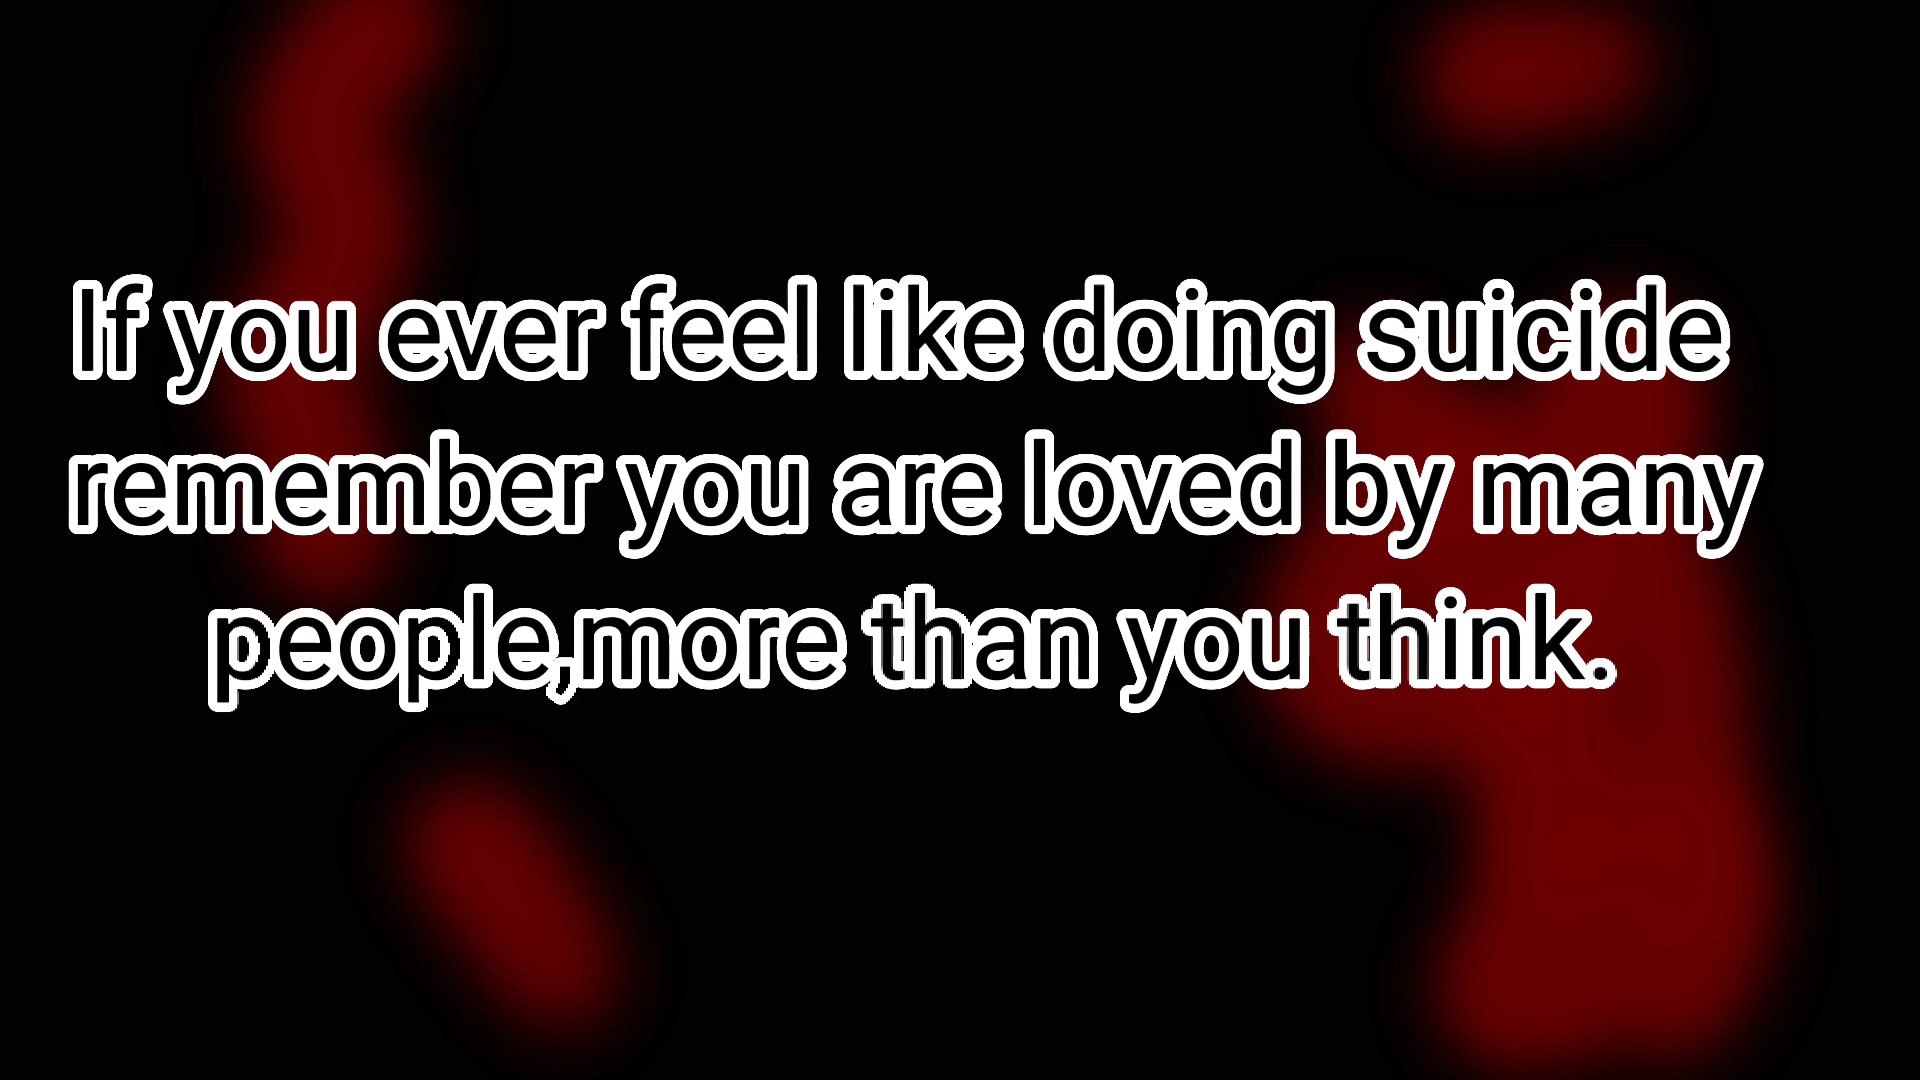 If you ever feel like doing suicide
remember you are loved by many
people,more than you think.